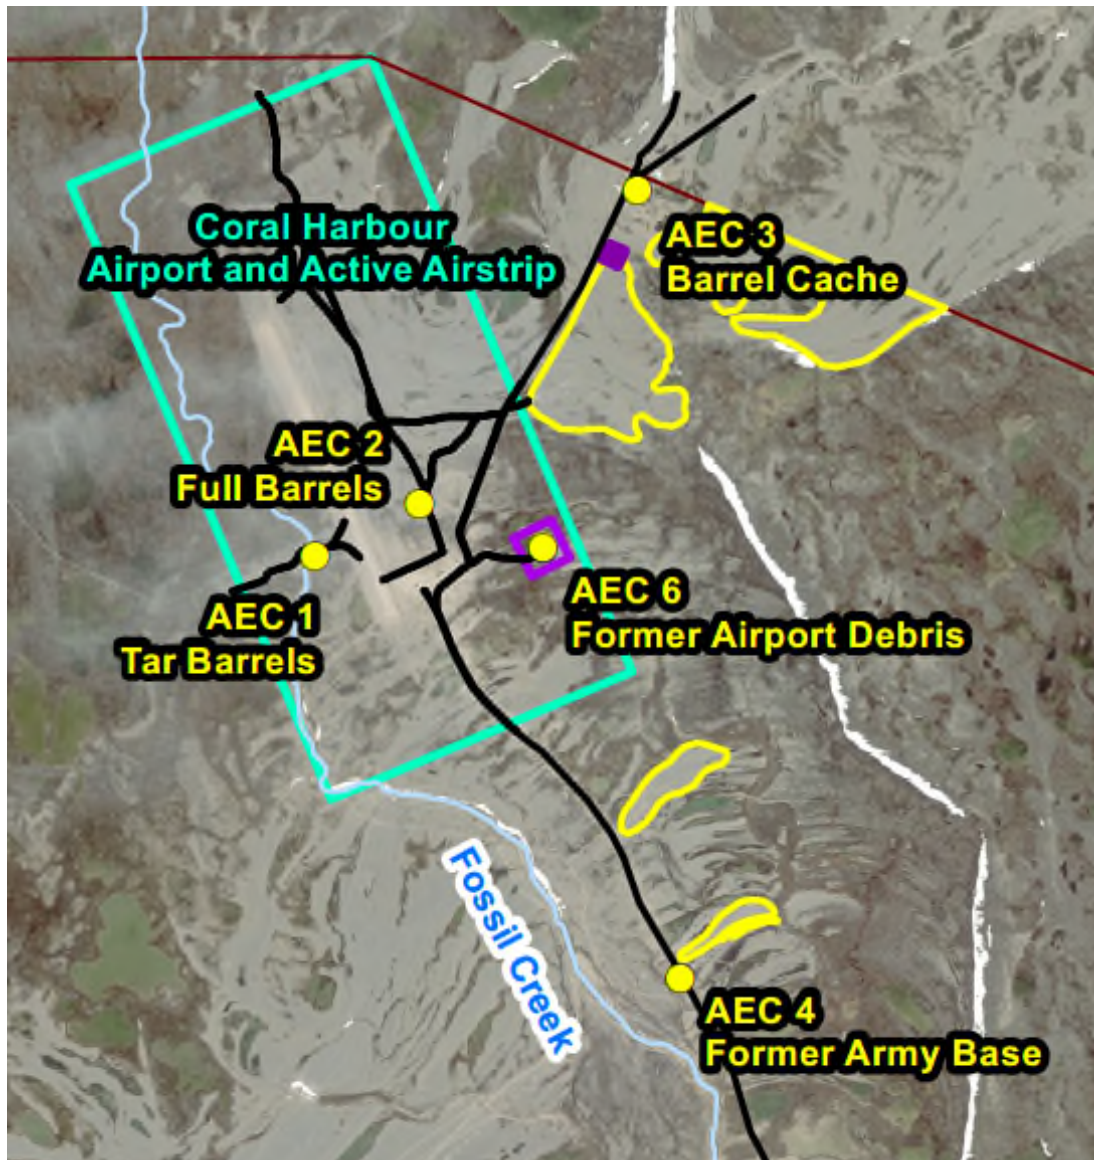 Coral Harbour
Airport and Active Airstrip
AEC 3
Barrel Cache
AEC 2
Full Barrels
AEC 1
Tar Barrels
AEC 6
Former Airport Debris
Fossil Creek
AEC 4
Former Army Base